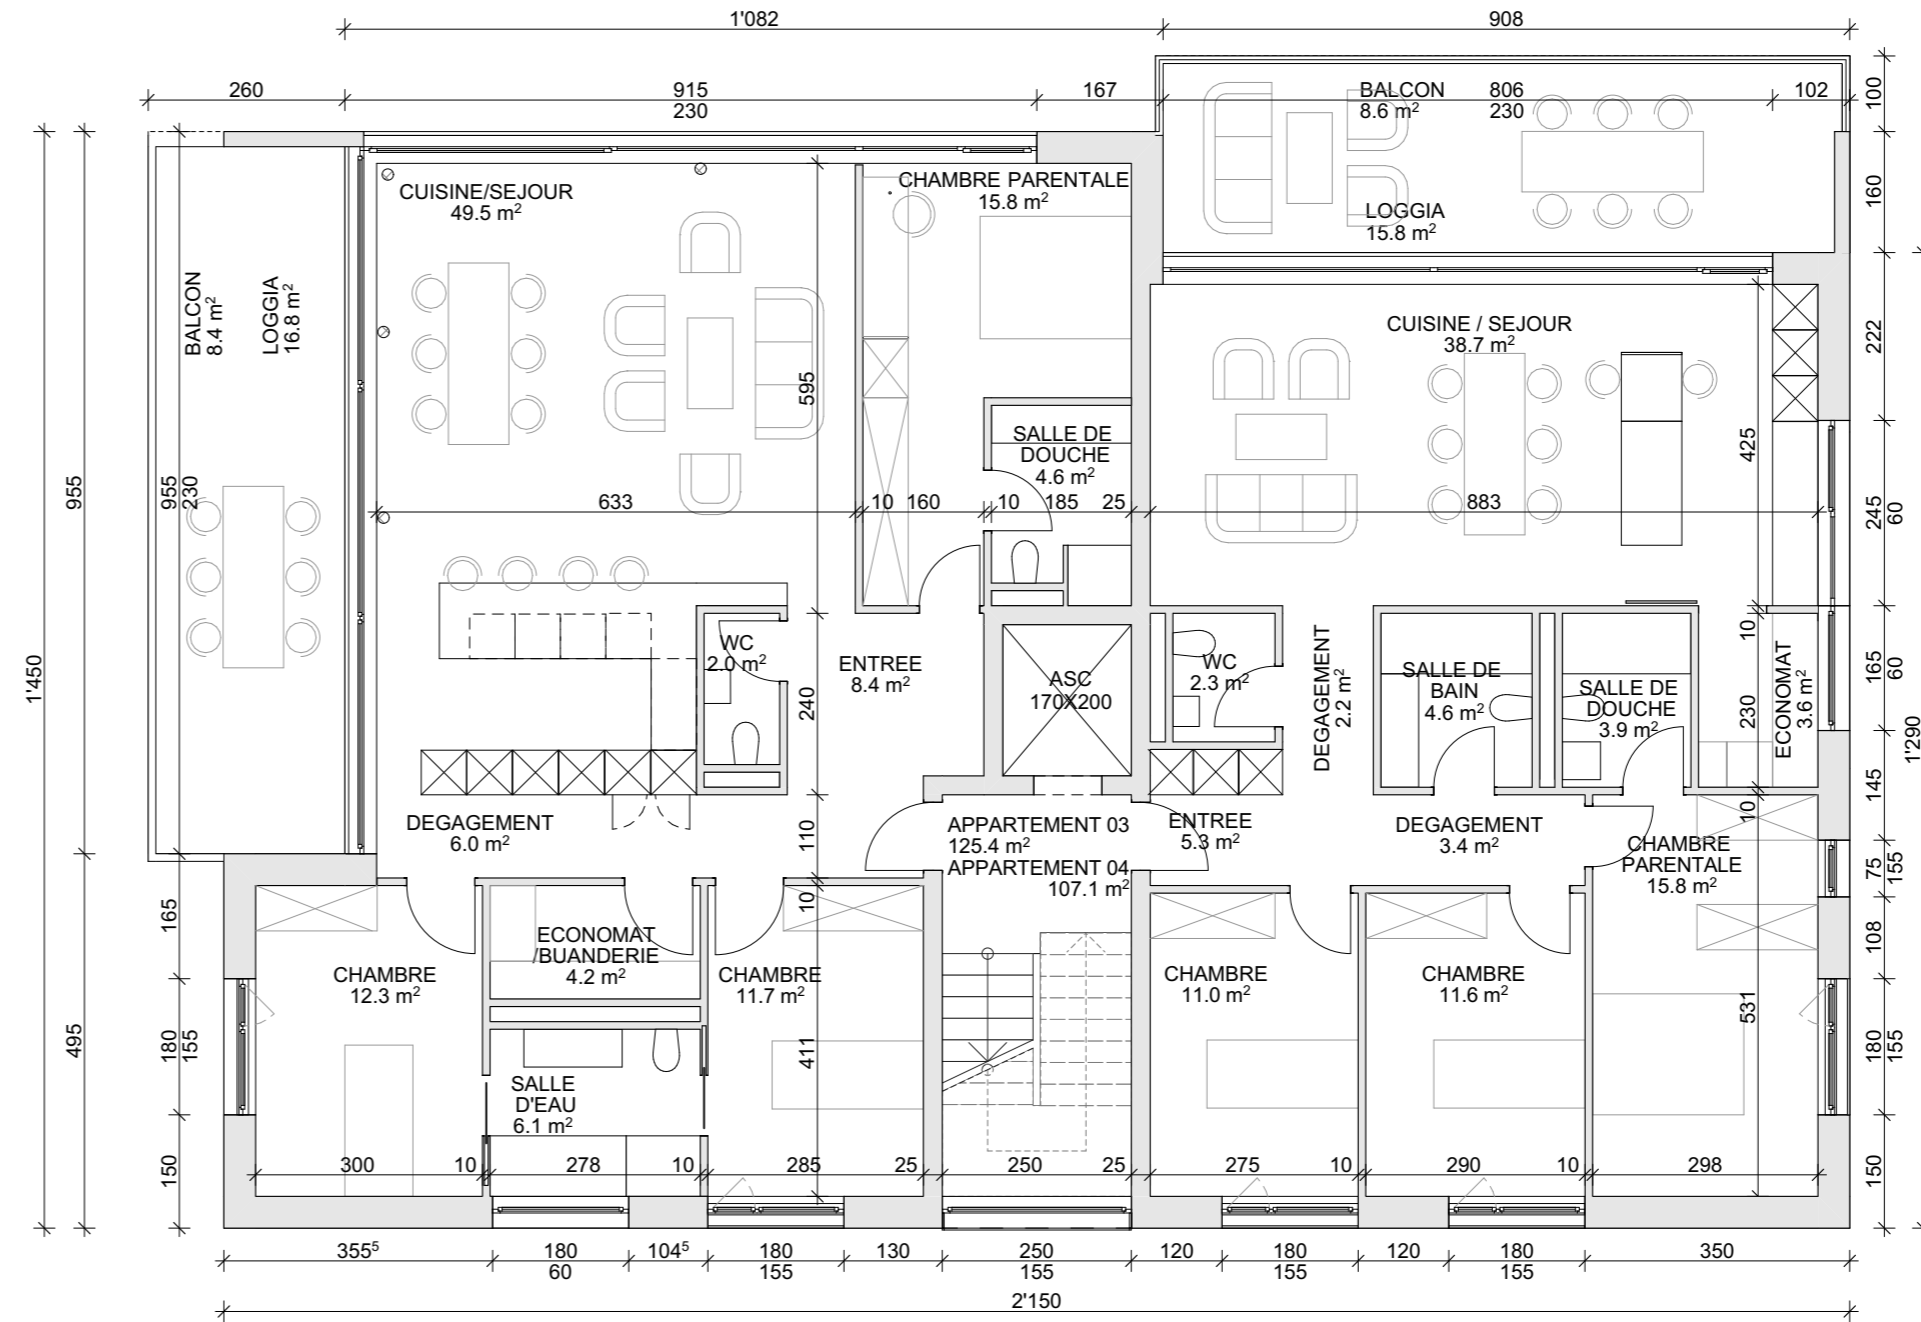 1'082
908
260
915
230
167
806
230
102
100
BALCON
8.6 m²
160
LOGGIA
15.8 m²
CUISINE/SEJOUR
49.5 m²
CHAMBRE PARENTALE
15.8 m²
BALCON
8.4 m²
LOGGIA
16.8 m²
CUISINE / SEJOUR
38.7 m²
222
595
SALLE DE
DOUCHE
4.6 m²
425
955
955
230
633
10
160
10
185
25
883
245
60
1'450
WC
2.0 m²
ENTREE
8.4 m²
240
ASC
170X200
WC
2.3 m²
DEGAGEMENT
2.2 m²
SALLE DE
BAIN
4.6 m²
SALLE DE
DOUCHE
3.9 m²
10
230
ECONOMAT
3.6 m²
165
60
1'290
145
10
DEGAGEMENT
6.0 m²
110
APPARTEMENT 03
125.4 m²
APPARTEMENT 04
107.1 m²
ENTREE
5.3 m²
DEGAGEMENT
3.4 m²
CHAMBRE
PARENTALE
15.8 m²
75
155
165
10
ECONOMAT
/BUANDERIE
4.2 m²
108
CHAMBRE
12.3 m²
CHAMBRE
11.7 m²
CHAMBRE
11.0 m²
CHAMBRE
11.6 m²
531
495
180
155
411
180
155
SALLE
D'EAU
6.1 m²
150
300
10
278
10
285
25
250
25
275
10
290
10
298
150
355⁵
180
60
104⁵
180
155
130
250
155
120
180
155
120
180
155
350
2'150